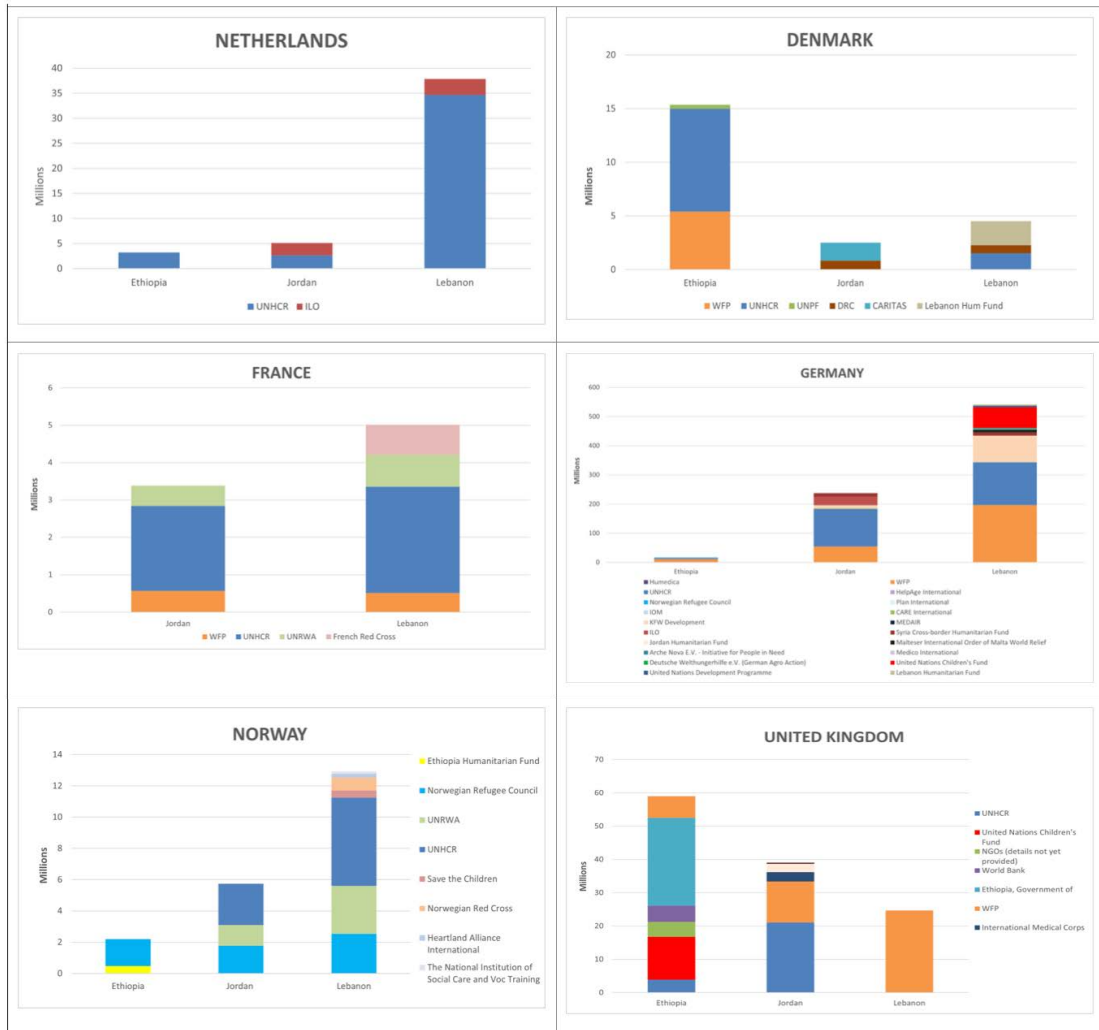 NETHERLANDS
Millions
40
35
30
25
20
15
10
5
0
Ethiopia Jordan Lebanon
UNHCR ILO
DENMARK
Millions
20
15
10
5
0
Ethiopia Jordan Lebanon
WFP UNHCR UNPF DRC CARITAS Lebanon Hum Fund
FRANCE
Millions
6
5
4
3
2
1
0
Jordan Lebanon
WFP UNHCR UNRWA French Red Cross
GERMANY
Millions
600
500
400
300
200
100
0
Ethiopia Jordan Lebanon
Humedica WFP
UNHCR HelpAge International
Norwegian Refugee Council Plan International
IOM CARE International
KFW Development MEDAIR
ILO Syria Cross-border Humanitarian Fund
Jordan Humanitarian Fund Maltever International Order of Malta World Relief
Arche Nova E.V. - Initiative for People in Need Medico International
Deutsche Welthungerhilfe e.V. (German Agro Action) United Nations Children's Fund
United Nations Development Programme Lebanon Humanitarian Fund
NORWAY
Millions
14
12
10
8
6
4
2
0
Ethiopia Jordan Lebanon
Ethiopia Humanitarian Fund
Norwegian Refugee Council
UNRWA
UNHCR
Save the Children
Norwegian Red Cross
Heartland Alliance
International
The National Institution of
Social Care and Voc Training
UNITED KINGDOM
Millions
70
60
50
40
30
20
10
0
Ethiopia Jordan Lebanon
UNHCR
United Nations Children's
Fund
NGOs (details not yet
provided)
World Bank
Ethiopia, Government of
WFP
International Medical Corps